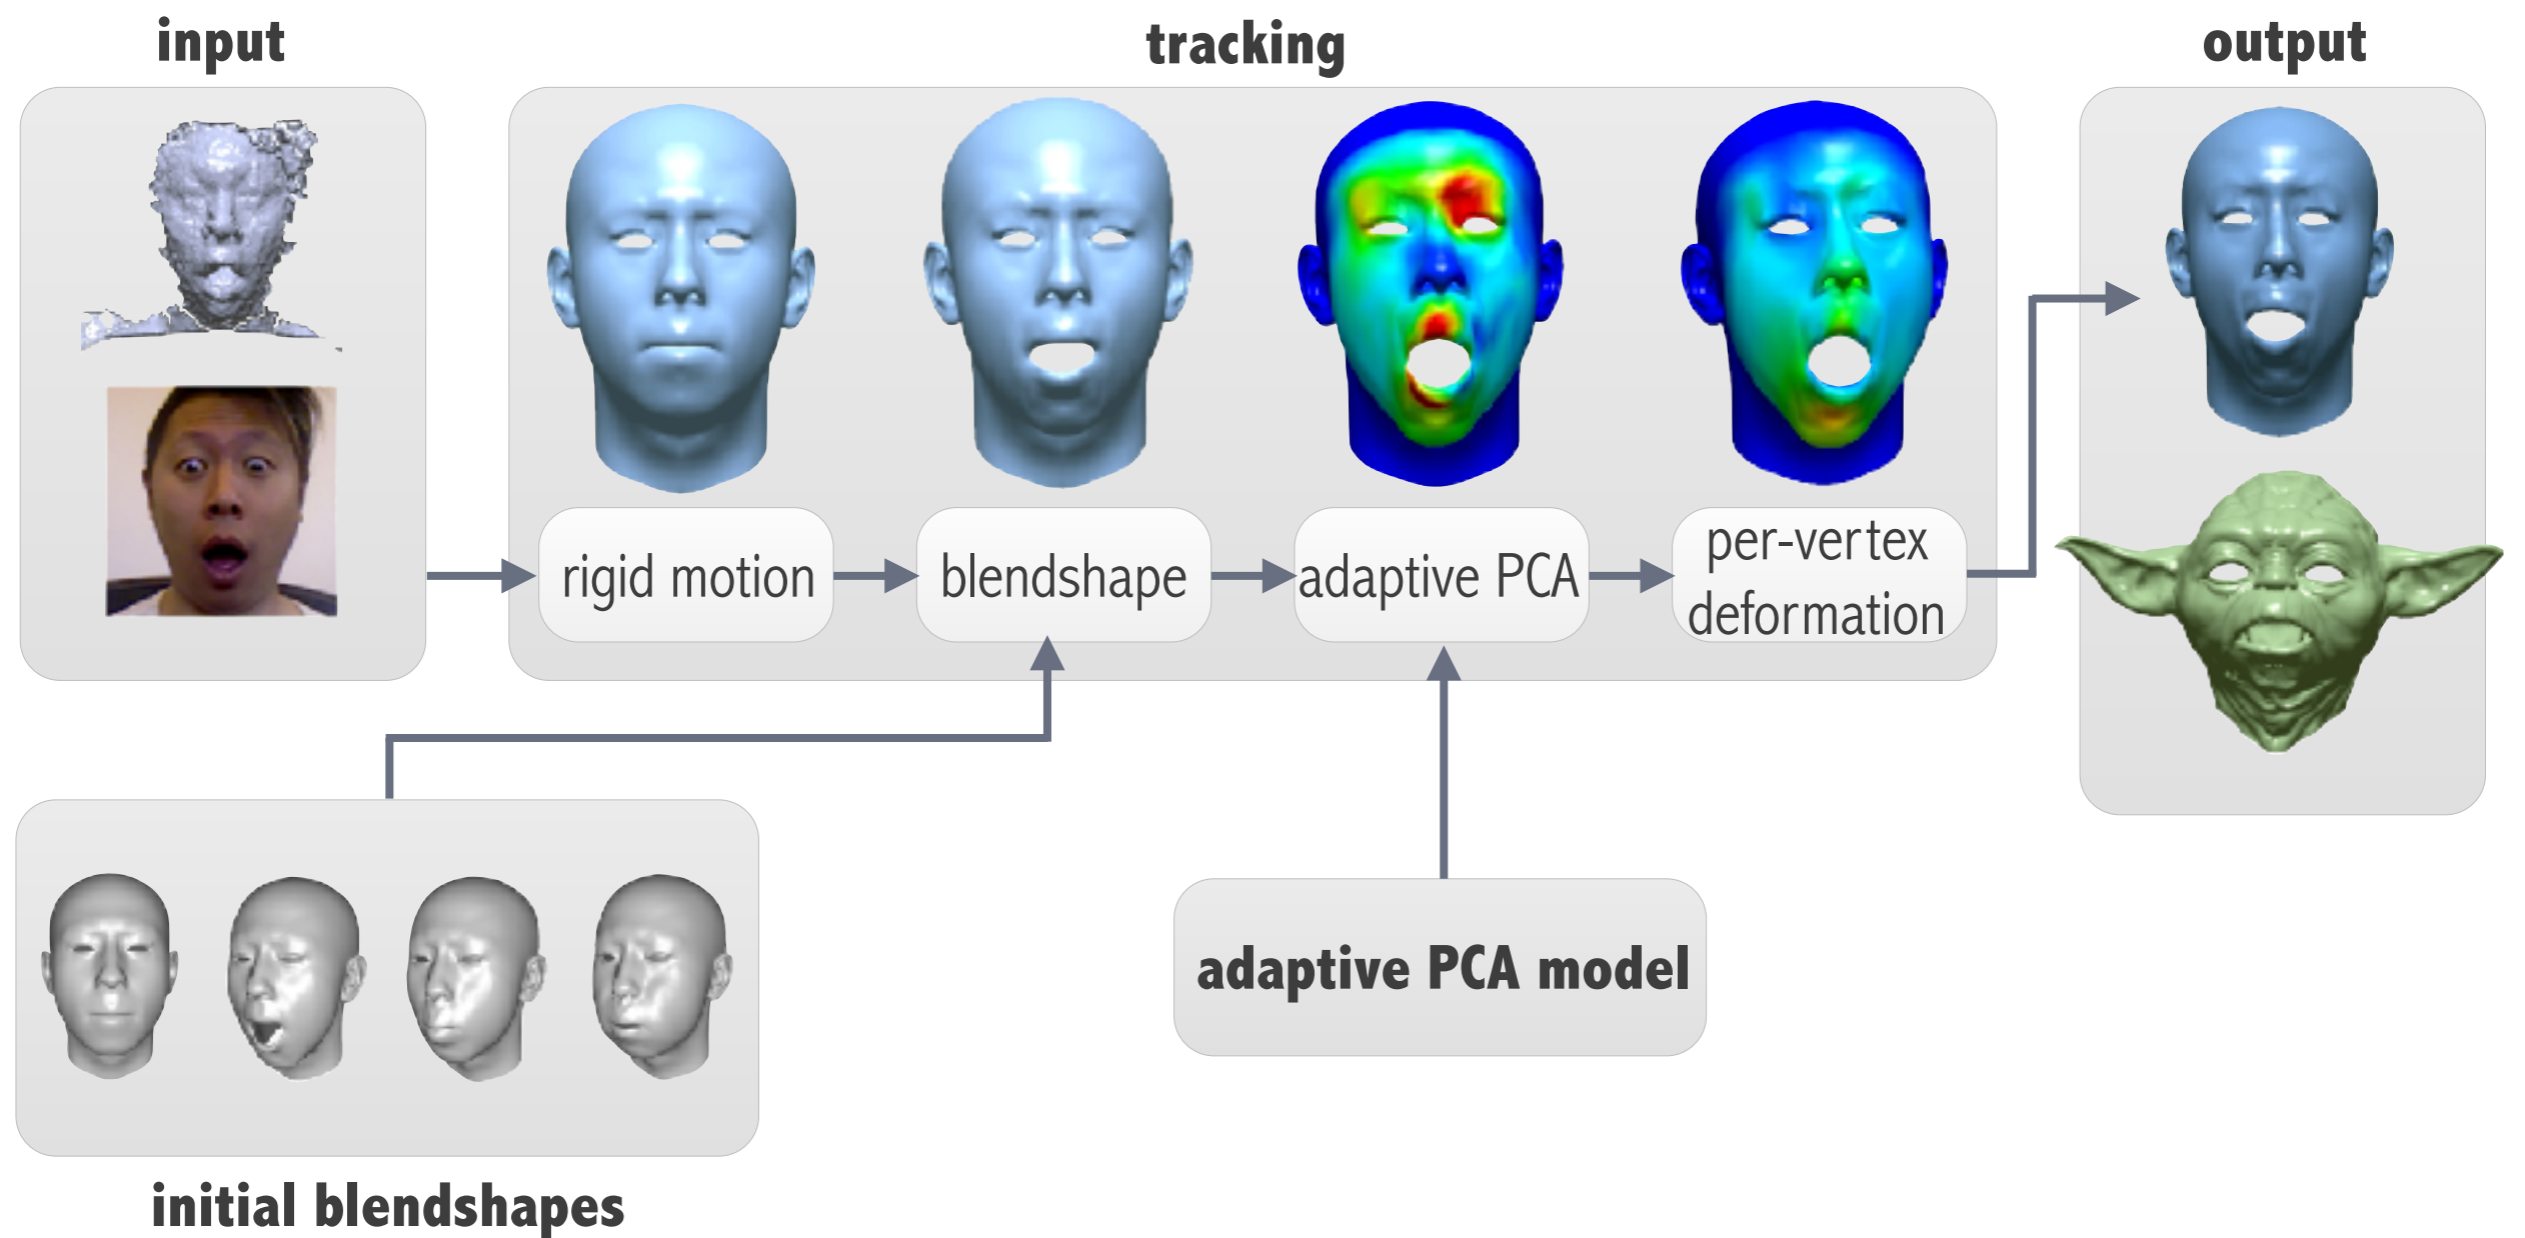 input
tracking
output
rigid motion
blendshape
adaptive PCA
per-vertex
deformation
adaptive PCA model
initial blendshapes